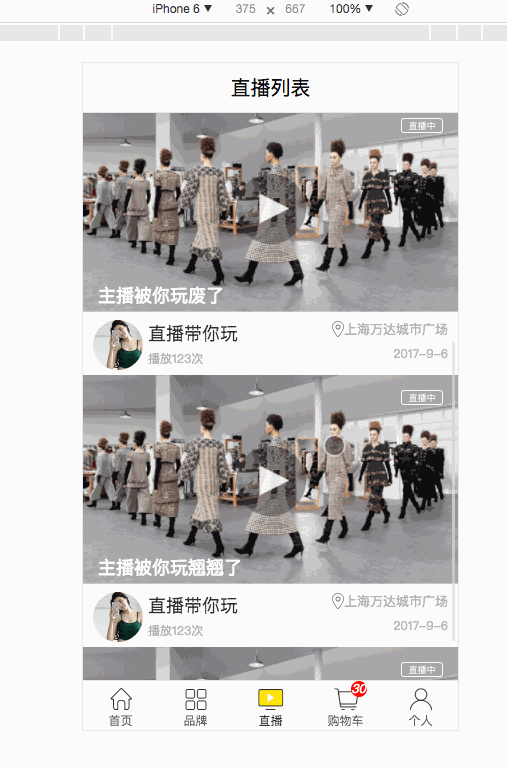 iPhone 6 ▼ 375 × 667 100% ▼
直播列表
直播中
主播被你玩废了
直播带你玩
上海万达城市广场
播放123次
2017-9-6
直播中
主播被你玩翘翘了
直播带你玩
上海万达城市广场
播放123次
2017-9-6
直播中
30
首页 品牌 直播 购物车 个人